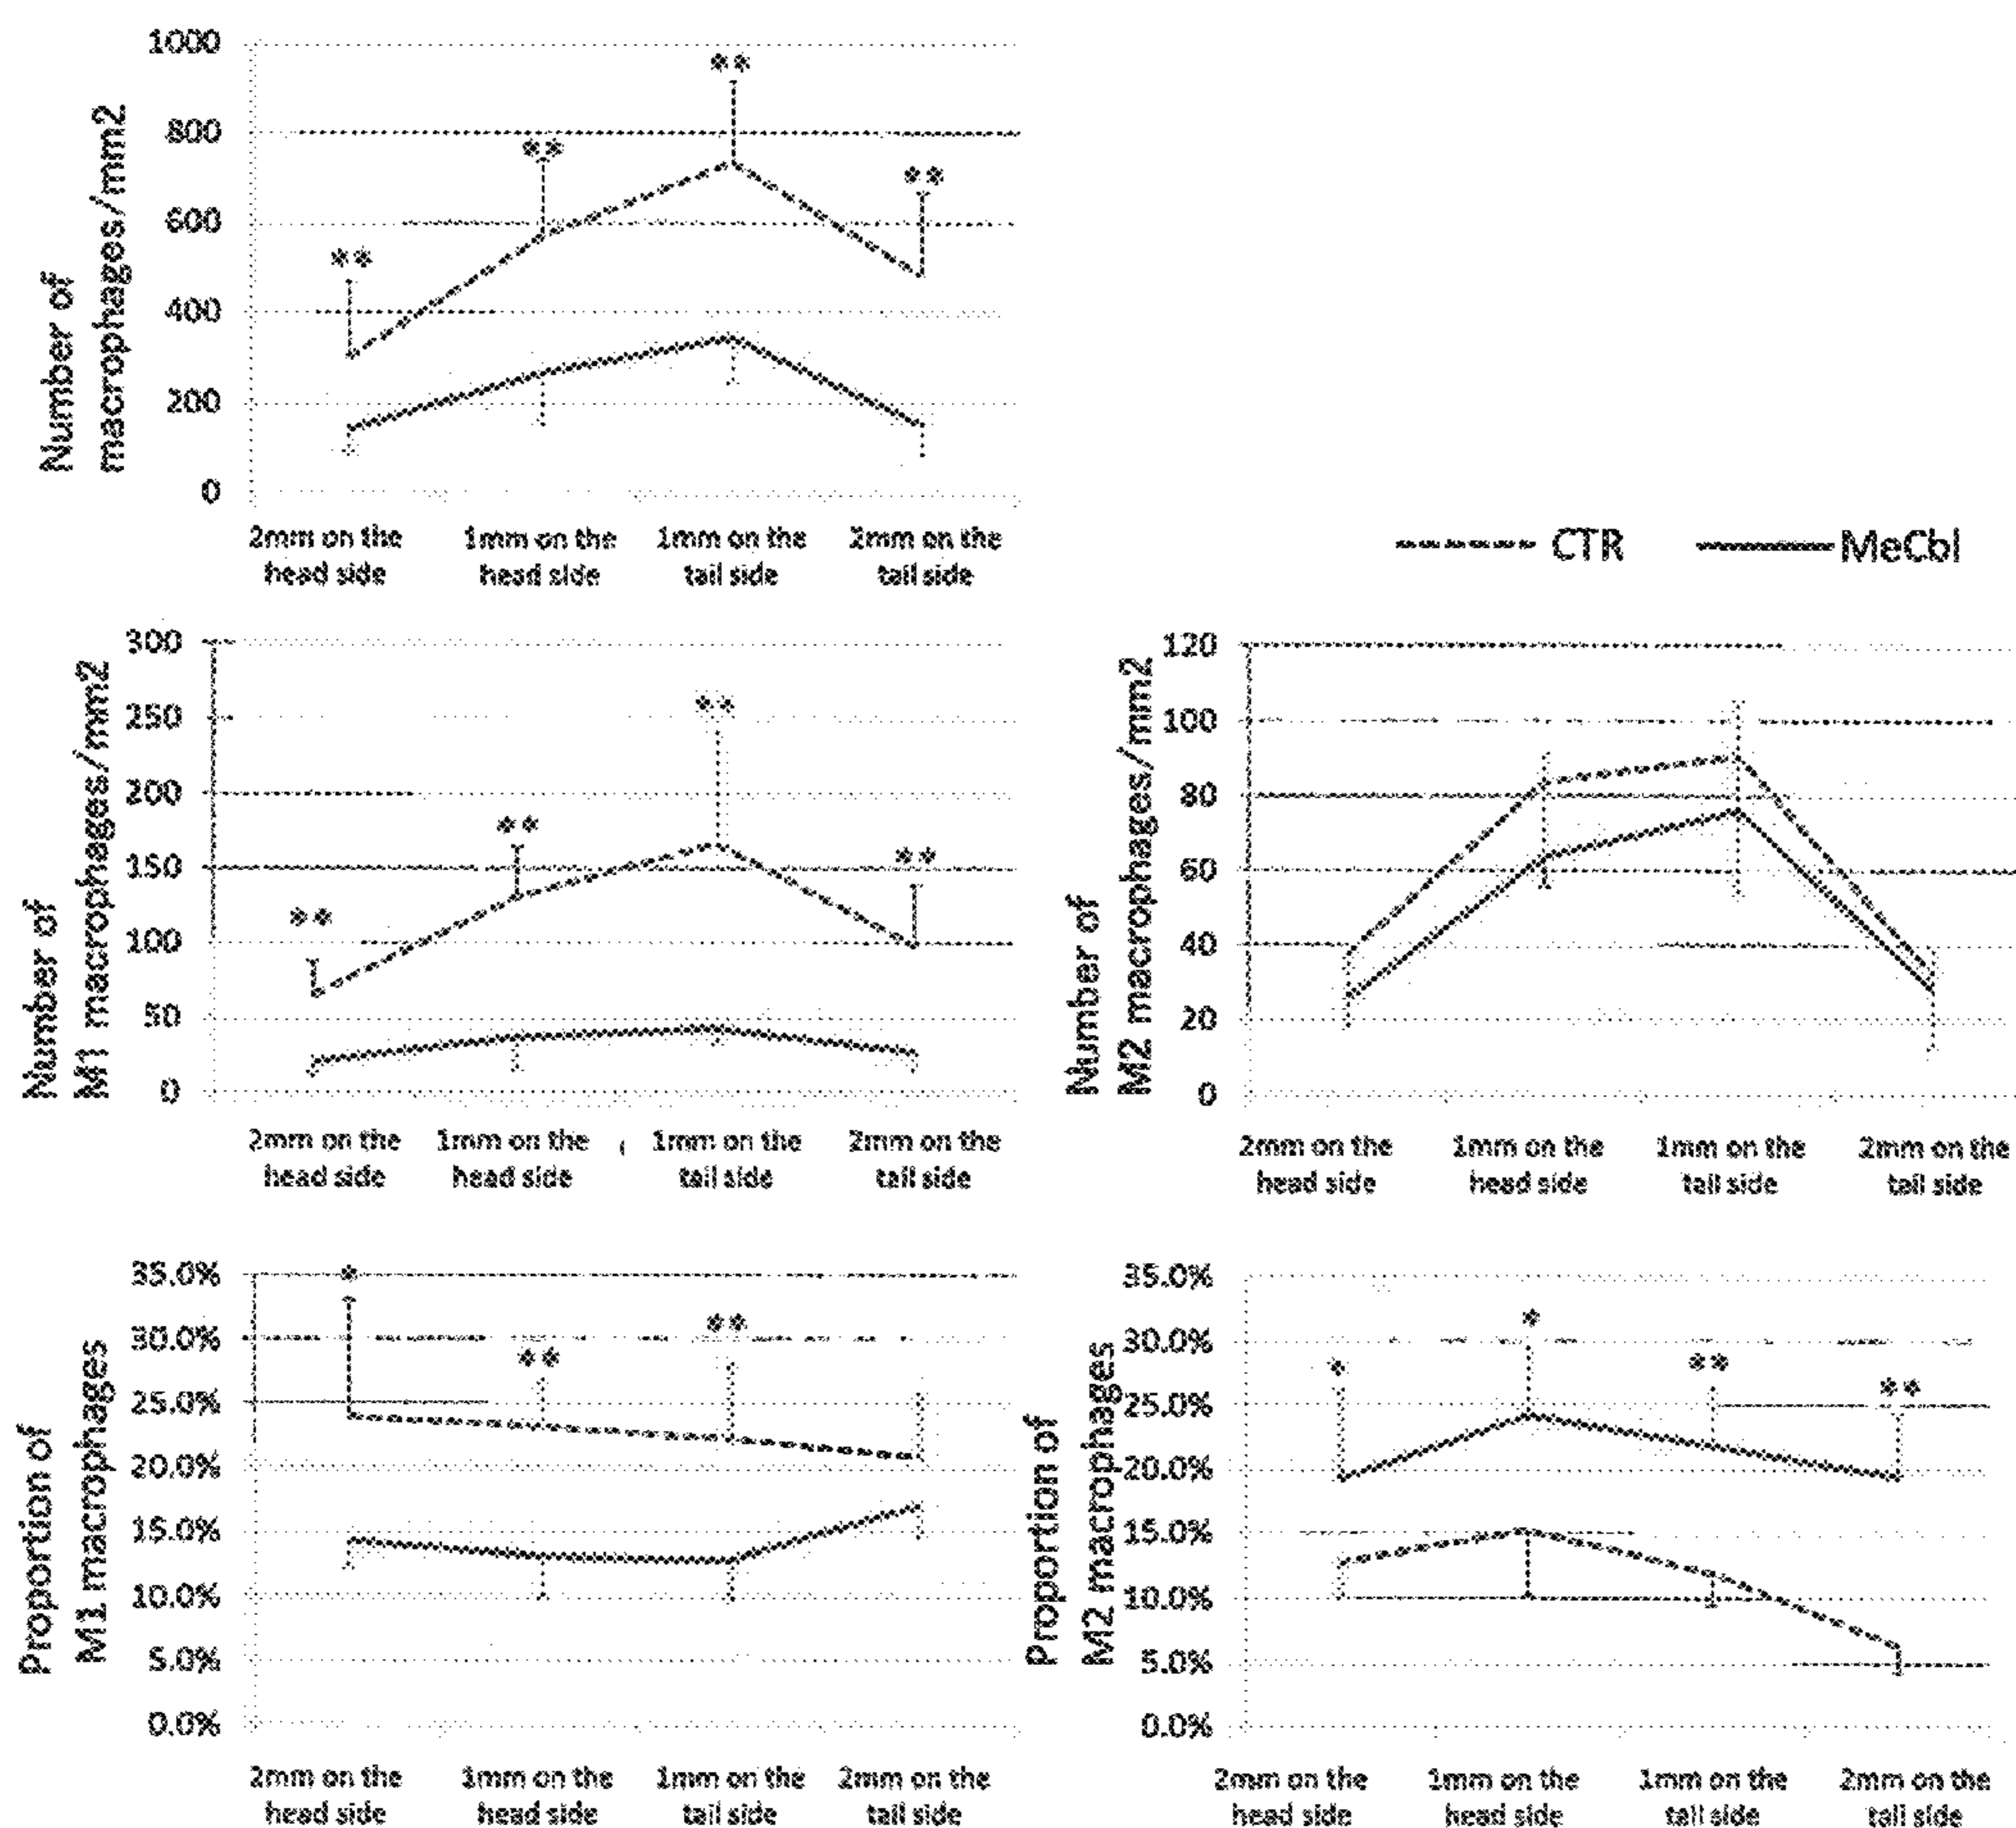 Number of
macrophages/mm2
1000
800
600
400
200
0
**
**
**
**
2mm on the
head side
1mm on the
head side
1mm on the
tail side
2mm on the
tail side
CTR
MeCbl
Number of
M1 macrophages/mm2
300
250
200
150
100
50
0
**
**
**
**
2mm on the
head side
1mm on the
head side
1mm on the
tail side
2mm on the
tail side
Number of
M2 macrophages/mm2
120
100
80
60
40
20
0
2mm on the
head side
1mm on the
head side
1mm on the
tail side
2mm on the
tail side
Proportion of
M1 macrophages
35.0%
30.0%
25.0%
20.0%
15.0%
10.0%
5.0%
0.0%
*
**
**
2mm on the
head side
1mm on the
head side
1mm on the
tail side
2mm on the
tail side
Proportion of
M2 macrophages
35.0%
30.0%
25.0%
20.0%
15.0%
10.0%
5.0%
0.0%
*
*
**
**
2mm on the
head side
1mm on the
head side
1mm on the
tail side
2mm on the
tail side